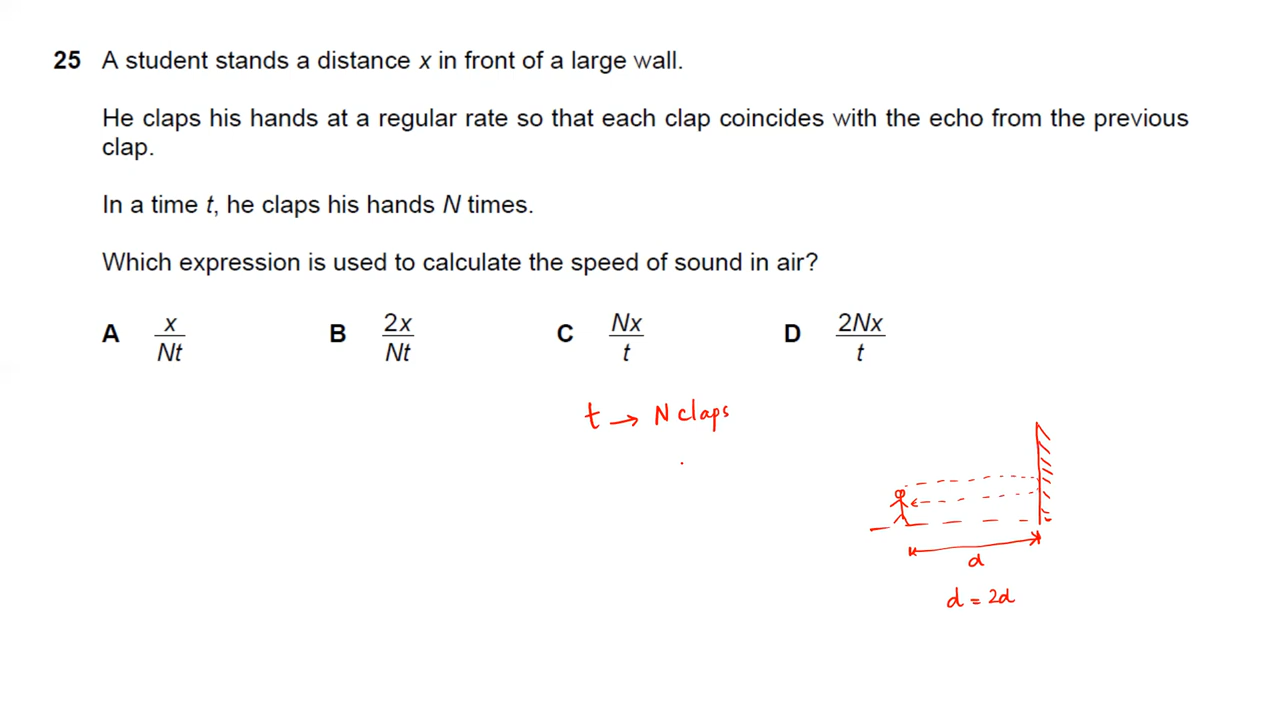 25 A student stands a distance x in front of a large wall.
He claps his hands at a regular rate so that each clap coincides with the echo from the previous
clap.
In a time t, he claps his hands N times.
Which expression is used to calculate the speed of sound in air?
A x/Nt B 2x/Nt C Nx/t D 2Nx/t
t → N claps
d
d = 2d